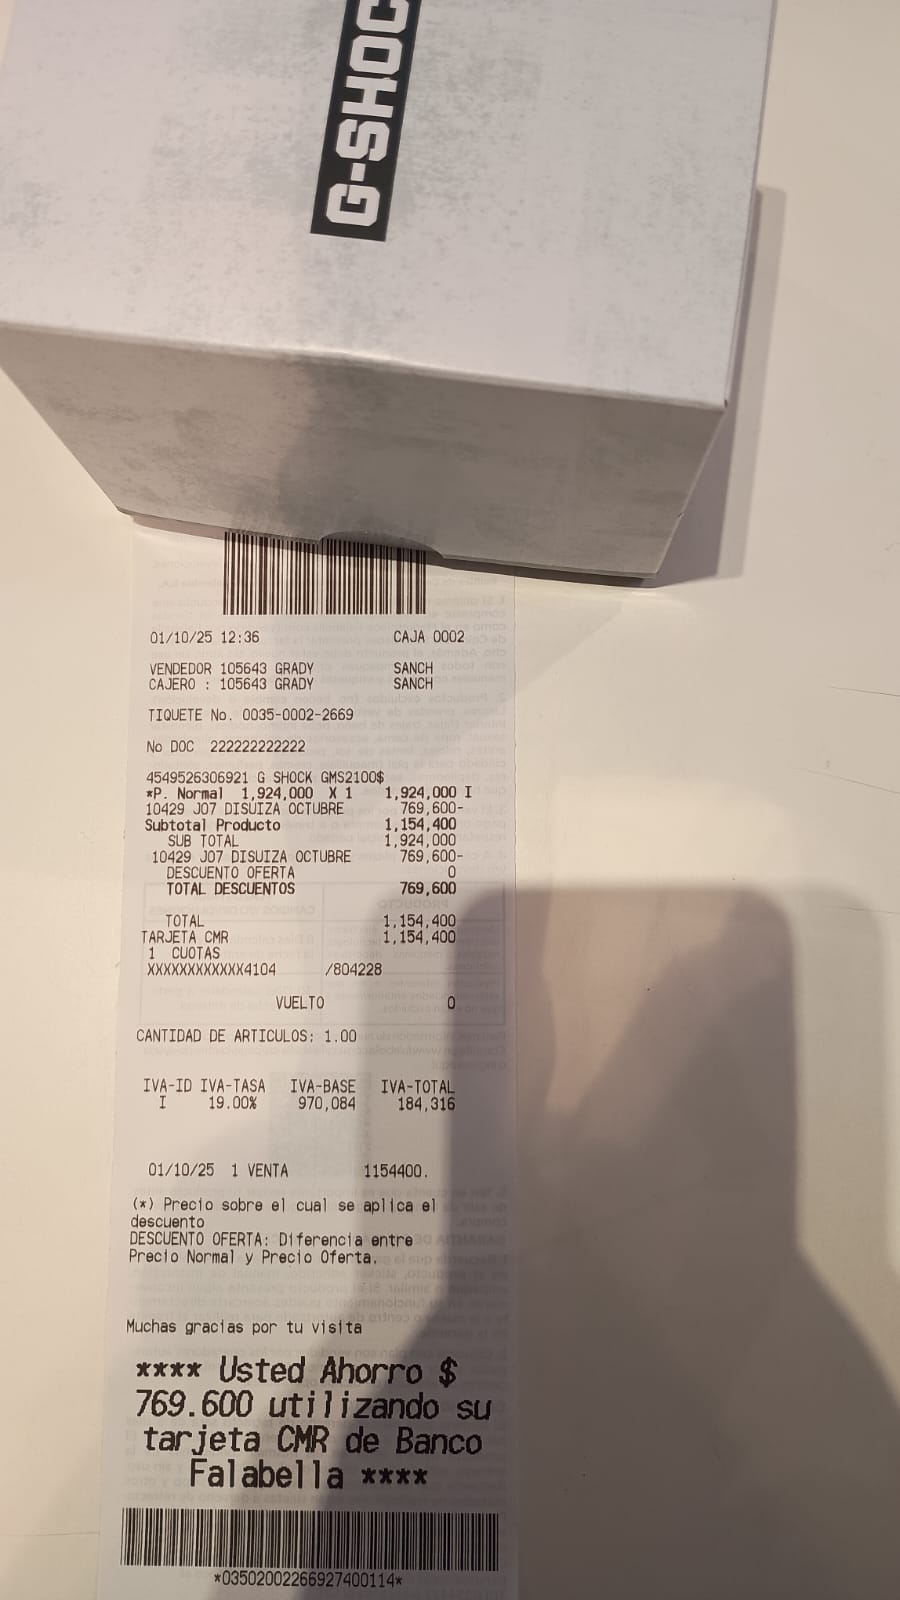 G-SHOC
01/10/25 12:36 CAJA 0002
VENDEDOR 105643 GRADY SANCH
CAJERO : 105643 GRADY SANCH
TIQUETE No. 0035-0002-2669
No DOC 222222222222
4549526306921 G SHOCK GMS2100$
*P. Normal 1,924,000 X 1 1,924,000 I
10429 J07 DISUIZA OCTUBRE 769,600-
Subtotal Producto 1,154,400
SUB TOTAL 1,924,000
10429 J07 DISUIZA OCTUBRE 769,600-
DESCUENTO OFERTA 0
TOTAL DESCUENTOS 769,600
TOTAL 1,154,400
TARJETA CMR 1,154,400
1 CUOTAS
XXXXXXXXXXXX4104 /804228
VUELTO 0
CANTIDAD DE ARTICULOS: 1.00
IVA-ID IVA-TASA IVA-BASE IVA-TOTAL
I 19.00% 970,084 184,316
01/10/25 1 VENTA 1154400.
(*) Precio sobre el cual se aplica el
descuento
DESCUENTO OFERTA: Diferencia entre
Precio Normal y Precio Oferta.
Muchas gracias por tu visita
**** Usted Ahorro $
769.600 utilizando su
tarjeta CMR de Banco
Falabella ****
*03502002266927400114*